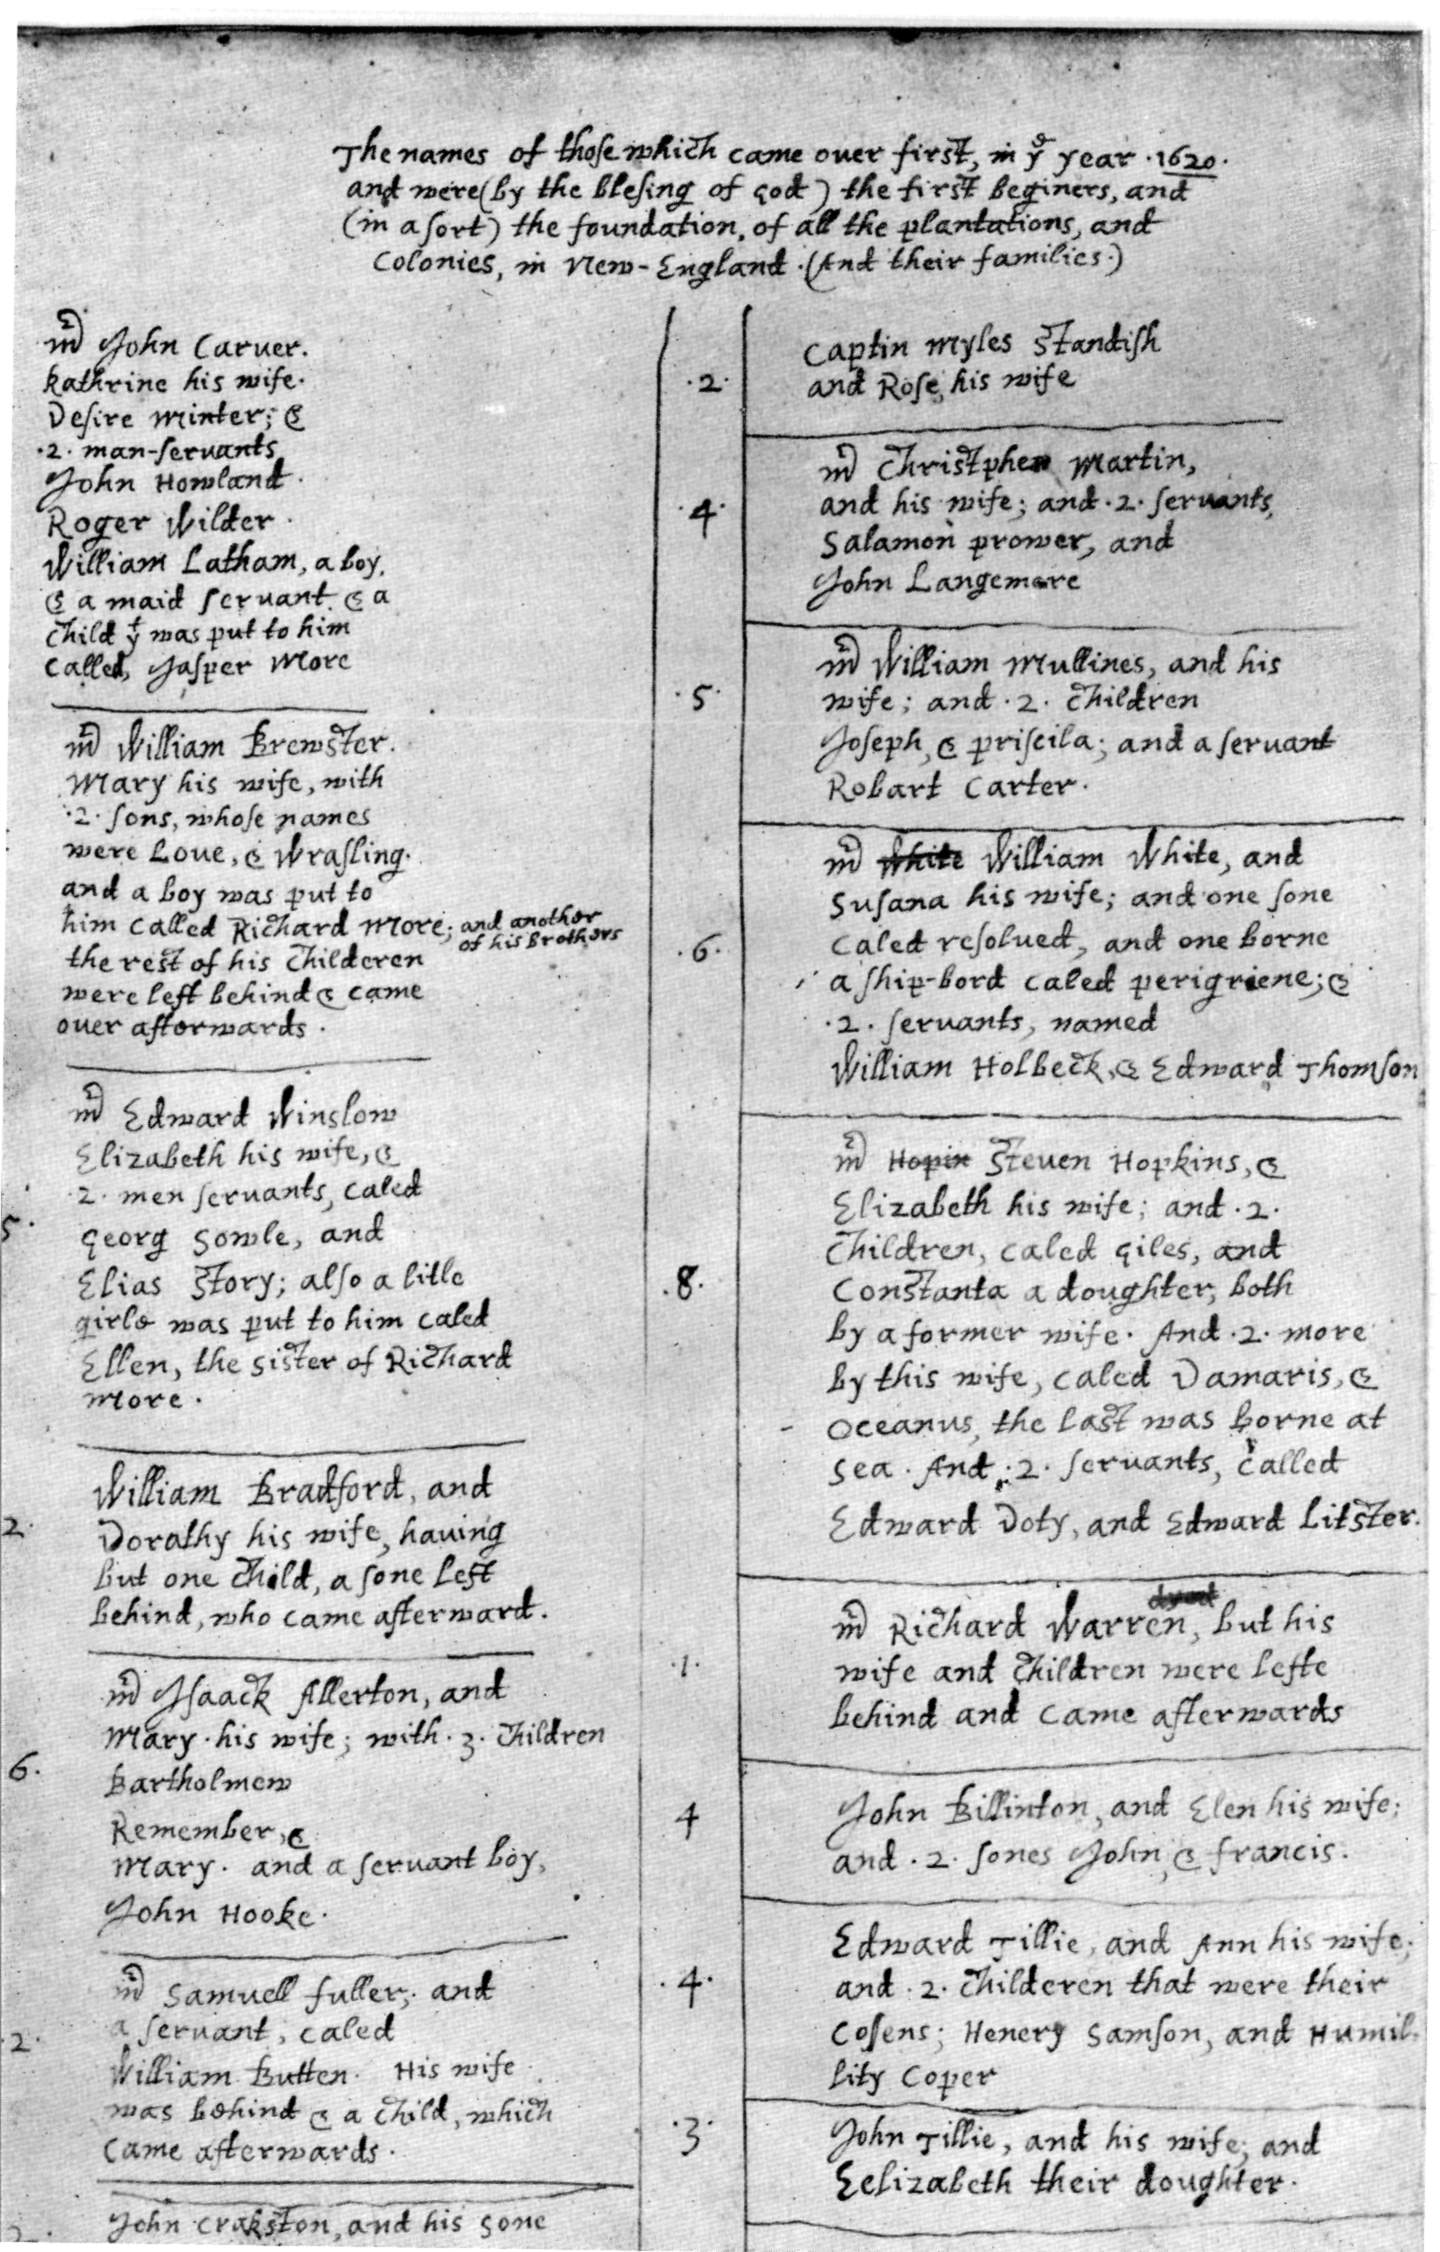 The names of thoſe which came over first, in yͤ year ·1620·
and were (by the bleſing of god) the first beginers, and
(in a ſort) the foundation, of all the plantations, and
Colonies, in New-England. (And their families.)
mʳ John Carver.
Kathrine his wife.
Deſire Minter; &
·2· man-ſervants
John Howland.
Roger Wilder.
William Latham, a boy,
& a maid ſervant. & a
child yͭ was put to him
called, Jaſper More
mʳ William Brewster.
Mary his wife, with
·2· ſons, whoſe names
were Love, & Wraſling.
and a boy was put to
him called Richard More; and another
of his Brothers
the rest of his childeren
were left behind & came
over afterwards.
mʳ Edward Winslow
Elizabeth his wife, &
·2· men ſervants, caled
5·
Georg Sowle, and
Elias Story; also a litle
girle was put to him caled
Ellen, the sister of Richard
More.
William Bradford, and
2·
Dorathy his wife, having
but one child, a ſone left
behind, who came afterward.
mʳ Iſaack Allerton, and
Mary his wife; with ·3· children
6.
Bartholmew
Remember, &
Mary. and a ſervant boy,
John Hooke.
mʳ Samuell fuller; and
a ſervant, caled
·2·
William Butten. His wife
was behind & a child, which
came afterwards.
John Crakston, and his sone
2
·2·
Captin Myles Standiſh
and Roſe, his wife
mʳ Christpher Martin,
·4·
and his wife; and ·2· ſervants,
Salamon prower, and
John Langemore
mʳ William Mullines, and his
·5·
wife; and ·2· children
Joſeph, & priſcila; and a ſervant
Robart Carter.
mʳ White William White, and
Suſana his wife; and one ſone
·6·
caled reſolved, and one borne
a ſhip-bord caled perigriene; &
·2· ſervants, named
William Holbeck, & Edward Thomſon
mʳ Hopin Steven Hopkins, &
Elizabeth his wife; and ·2·
children, caled Giles, and
·8·
Constanta a doughter, both
by a former wife. And ·2· more
by this wife, caled Damaris, &
Oceanus, the last was borne at
sea. And ·2· ſervants, called
Edward Doty, and Edward Litster.
dyed
mʳ Richard Warren, but his
·1·
wife and children were lefte
behind and came afterwards
John Billinton, and Elen his wife;
4
and ·2· ſones John, & francis.
Edward Tillie, and Ann his wife;
·4·
and ·2· childeren that were their
Coſens; Henery Samſon, and Humil-
lity Coper
·3·
John Tillie, and his wife; and
Eelizabeth their doughter.